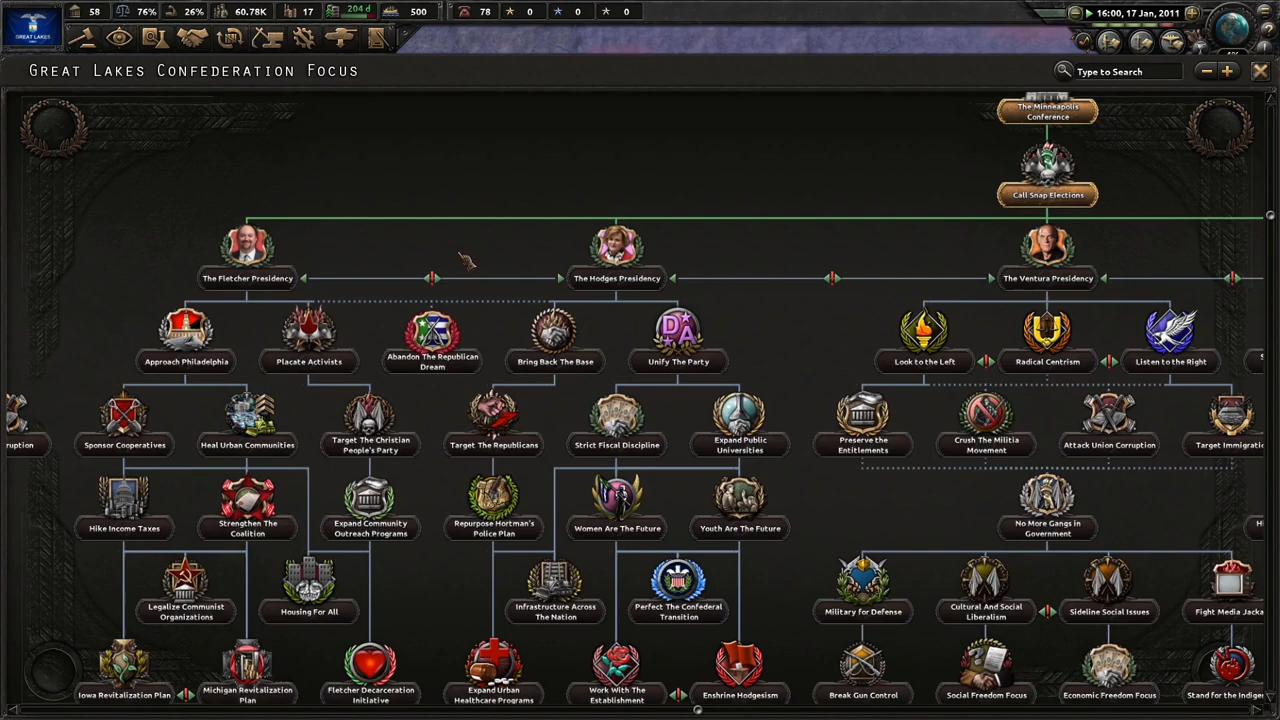 58
76%
26%
60.78K
17
204 d
500
78
0
0
0
16:00, 17 Jan, 2011
GREAT LAKES
Great Lakes Confederation Focus
Type to Search
The Minneapolis
Conference
Call Snap Elections
The Fletcher Presidency
The Hodges Presidency
The Ventura Presidency
Approach Philadelphia
Placate Activists
Abandon The Republican
Dream
Bring Back The Base
DA
Unify The Party
Look to the Left
Radical Centrism
Listen to the Right
ruption
Sponsor Cooperatives
Heal Urban Communities
Target The Christian
People's Party
Target The Republicans
Strict Fiscal Discipline
Expand Public
Universities
Preserve the
Entitlements
Crush The Militia
Movement
Attack Union Corruption
Target Immigratio
Hike Income Taxes
Strengthen The
Coalition
Expand Community
Outreach Programs
Repurpose Hortman's
Police Plan
Women Are The Future
Youth Are The Future
No More Gangs in
Government
Hi
Legalize Communist
Organizations
Housing For All
Infrastructure Across
The Nation
Perfect The Confederal
Transition
Military for Defense
Cultural And Social
Liberalism
Sideline Social Issues
Fight Media Jacka
Iowa Revitalization Plan
Michigan Revitalization
Plan
Fletcher Decarceration
Initiative
Expand Urban
Healthcare Programs
Work With The
Establishment
Enshrine Hodgesism
Break Gun Control
Social Freedom Focus
Economic Freedom Focus
Stand for the Indige